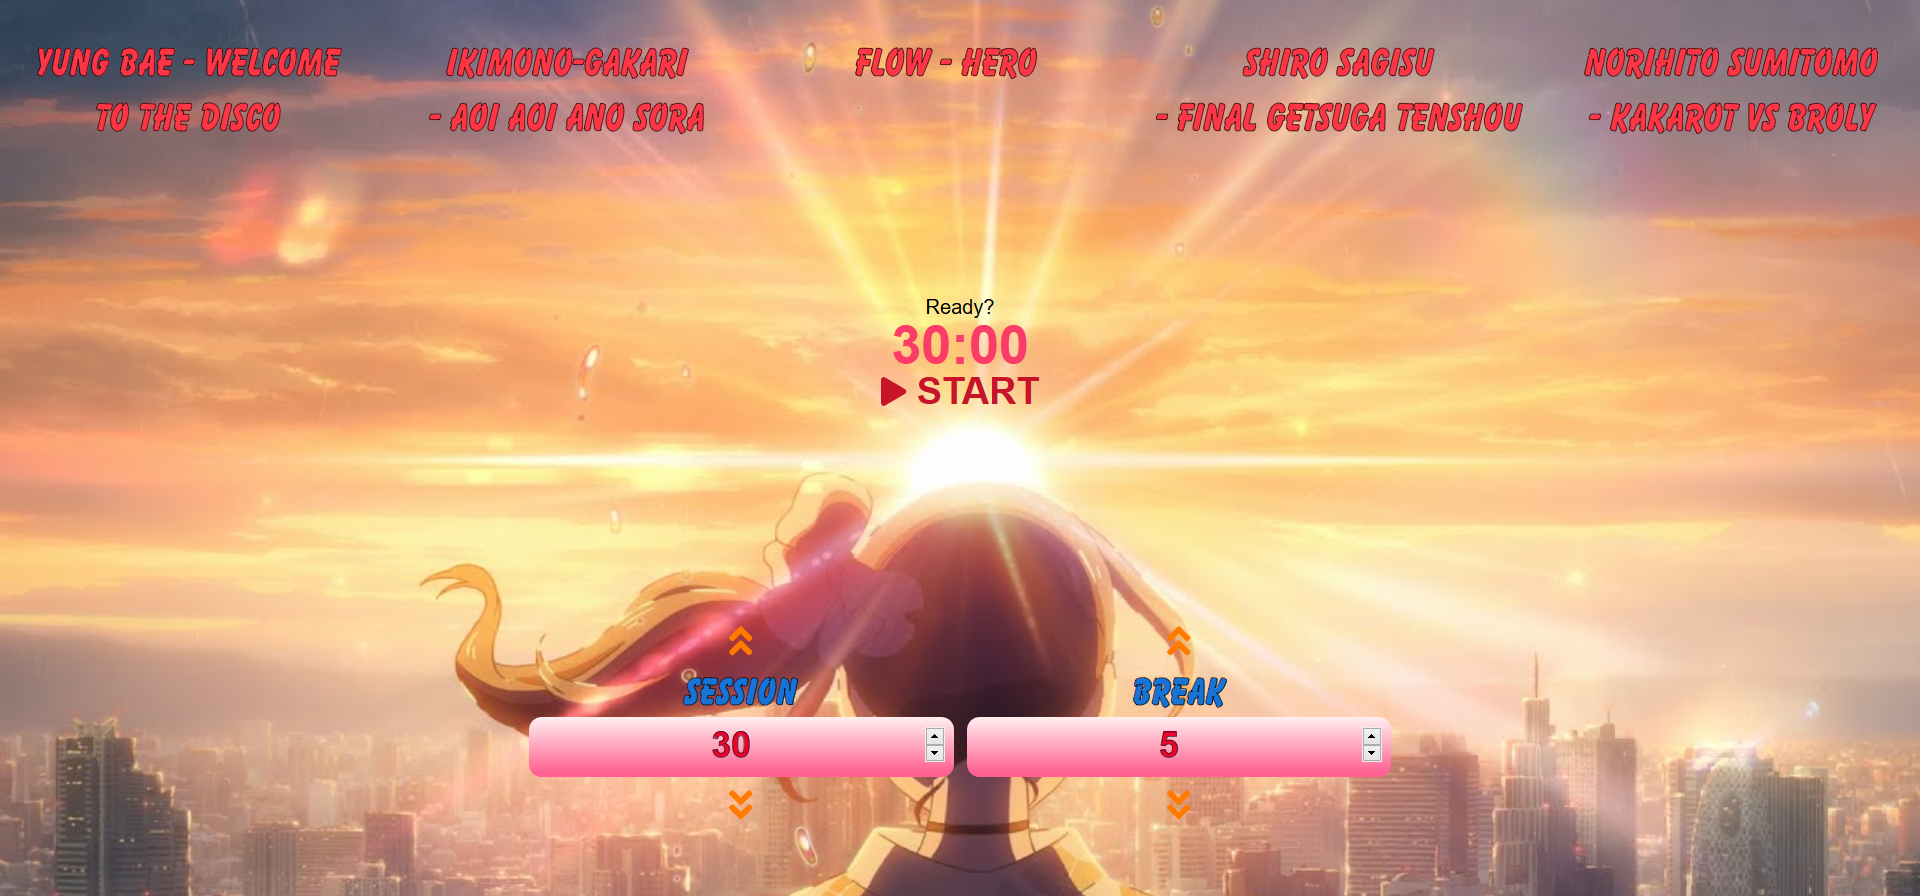 YUNG BAE - WELCOME
TO THE DISCO
IKIMONO-GAKARI
- AOI AOI ANO SORA
FLOW - HERO
SHIRO SAGISU
- FINAL GETSUGA TENSHOU
NORIHITO SUMITOMO
- KAKAROT VS BROLY
Ready?
30:00
START
SESSION
30
BREAK
5